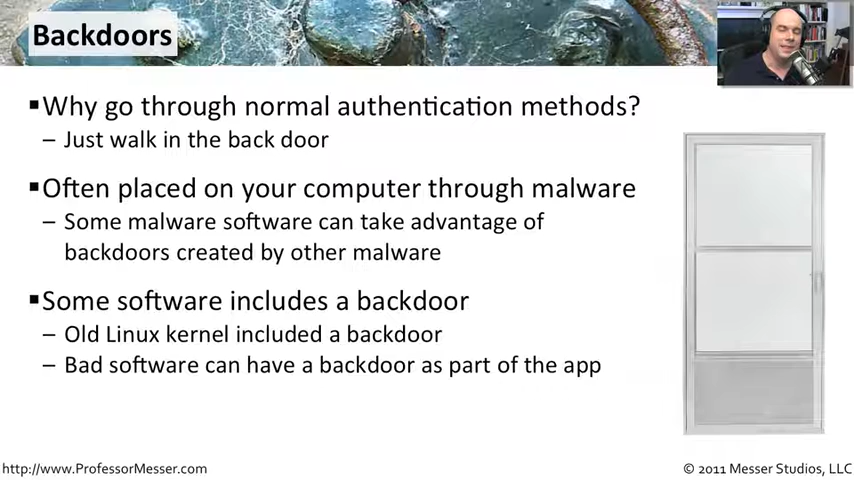 Backdoors
▪Why go through normal authentication methods?
– Just walk in the back door
▪Often placed on your computer through malware
– Some malware software can take advantage of
backdoors created by other malware
▪Some software includes a backdoor
– Old Linux kernel included a backdoor
– Bad software can have a backdoor as part of the app
http://www.ProfessorMesser.com
© 2011 Messer Studios, LLC